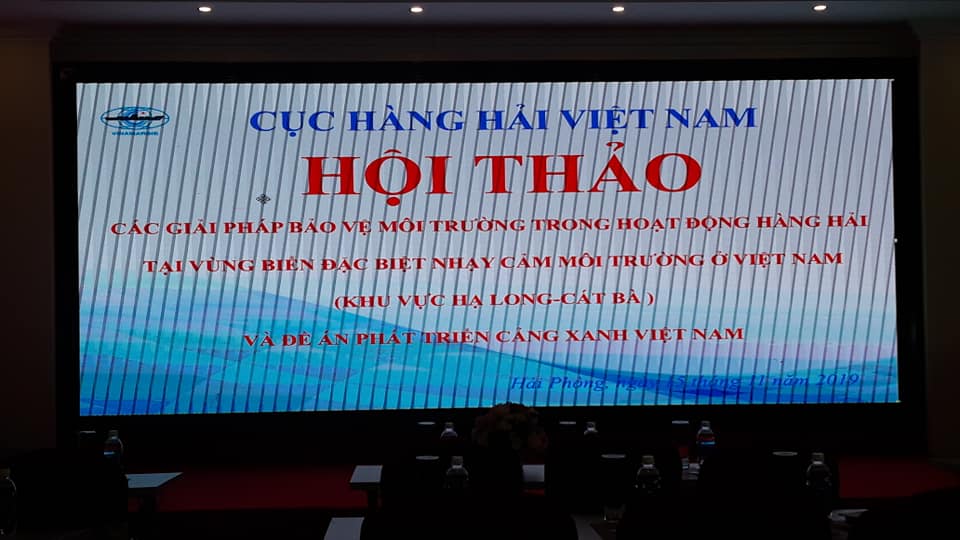 CỤC HÀNG HẢI VIỆT NAM
HỘI THẢO
CÁC GIẢI PHÁP BẢO VỆ MÔI TRƯỜNG TRONG HOẠT ĐỘNG HÀNG HẢI
TẠI VÙNG BIỂN ĐẶC BIỆT NHẠY CẢM MÔI TRƯỜNG Ở VIỆT NAM
(KHU VỰC HẠ LONG-CÁT BÀ )
VÀ ĐỀ ÁN PHÁT TRIỂN CẢNG XANH VIỆT NAM
Hải Phòng, ngày 15 tháng 11 năm 2019